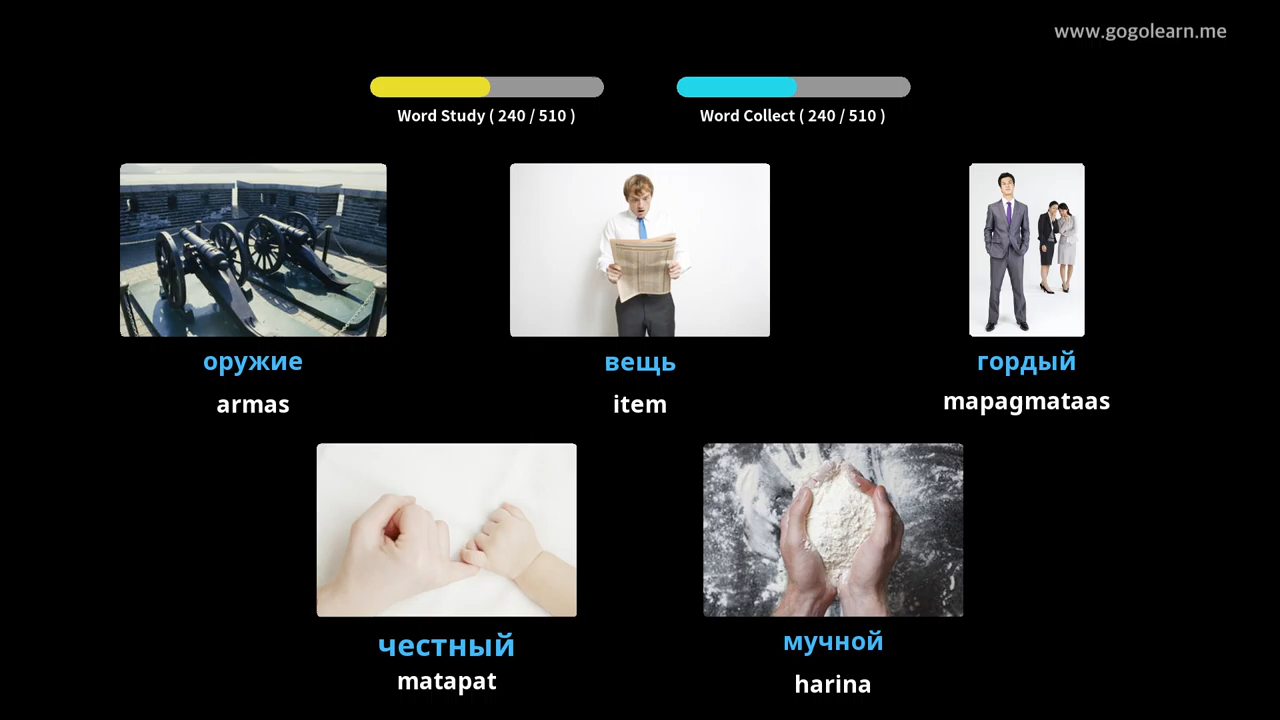 www.gogolearn.me
Word Study ( 240 / 510 )
Word Collect ( 240 / 510 )
оружие
armas
вещь
item
гордый
mapagmataas
честный
matapat
мучной
harina